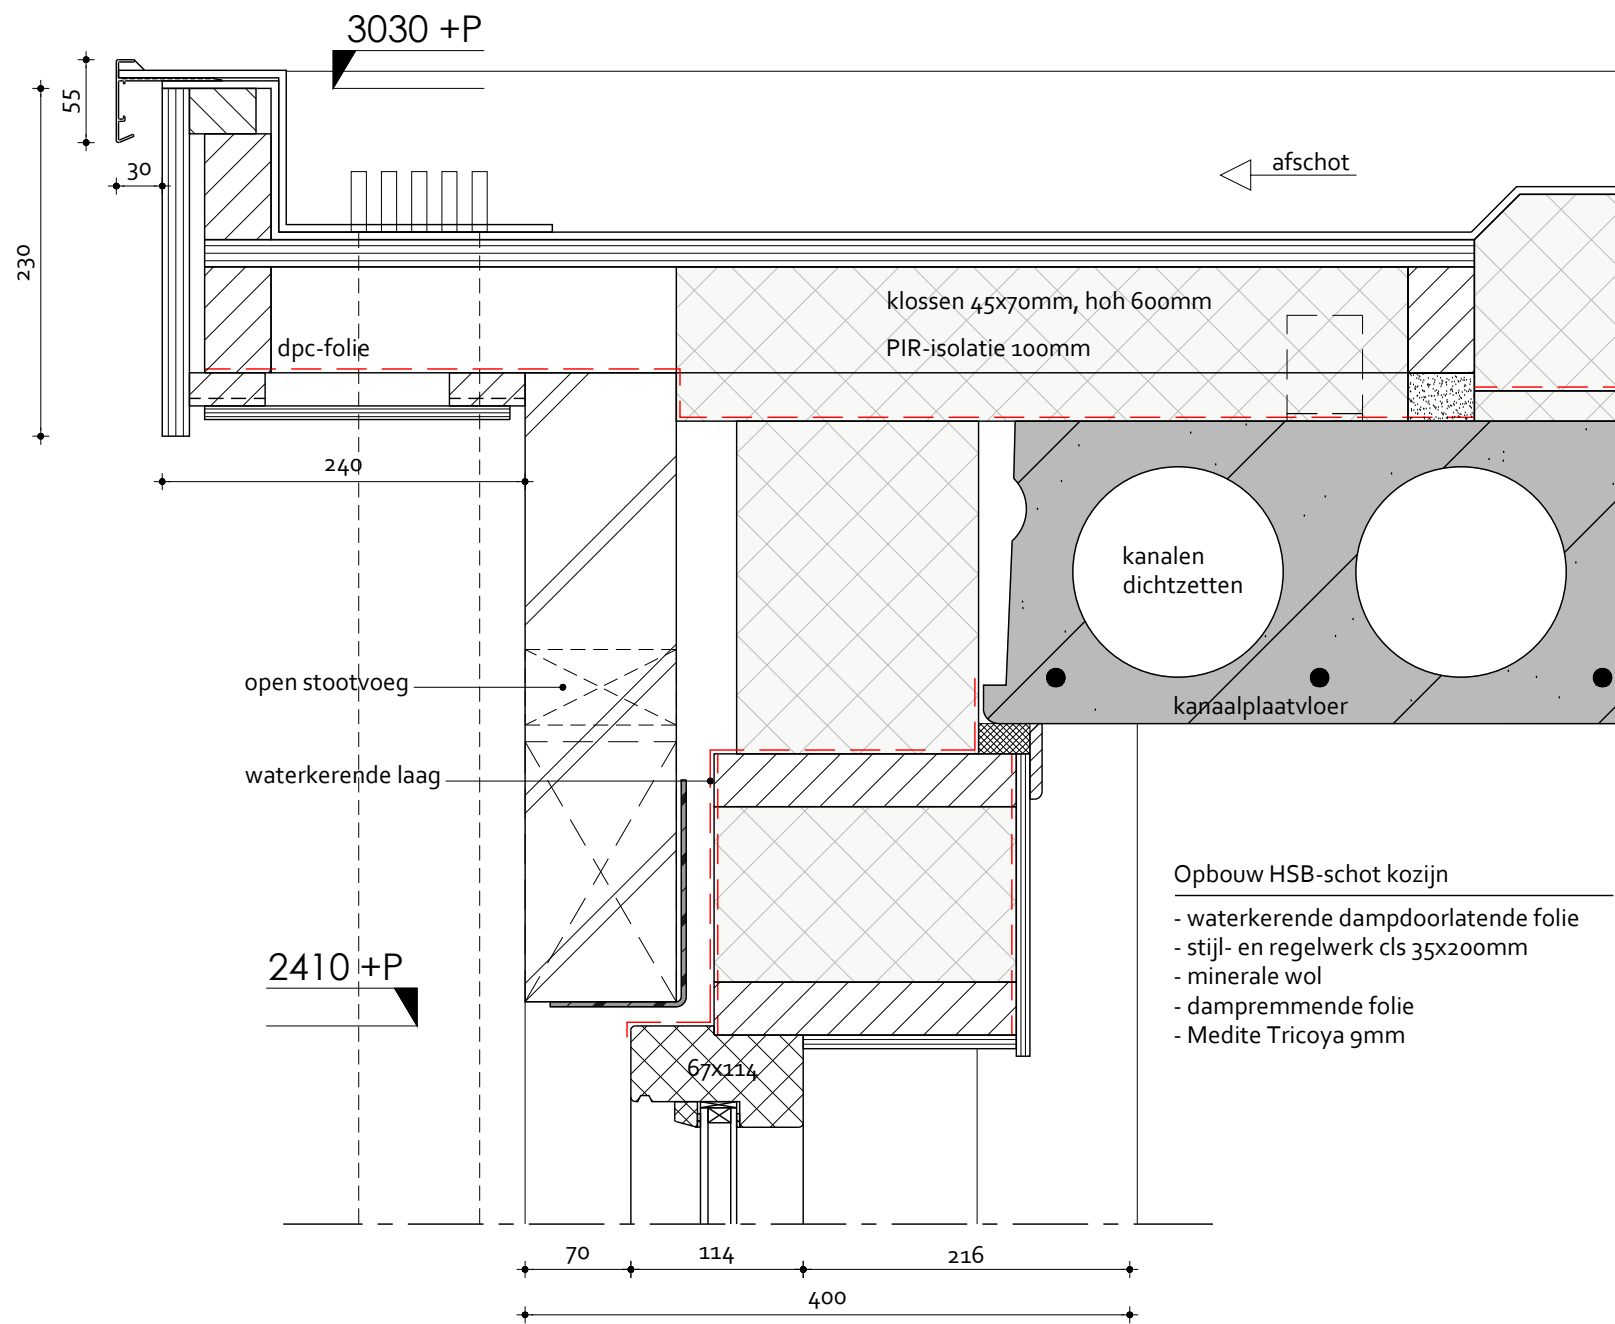 3030 +P
55
30
230
afschot
klossen 45x70mm, hoh 600mm
dpc-folie
PIR-isolatie 100mm
240
kanalen
dichtzetten
open stootvoeg
kanaalplaatvloer
waterkerende laag
Opbouw HSB-schot kozijn
- waterkerende dampdoorlatende folie
- stijl- en regelwerk cls 35x200mm
- minerale wol
- dampremmende folie
- Medite Tricoya 9mm
2410 +P
67x114
70
114
216
400